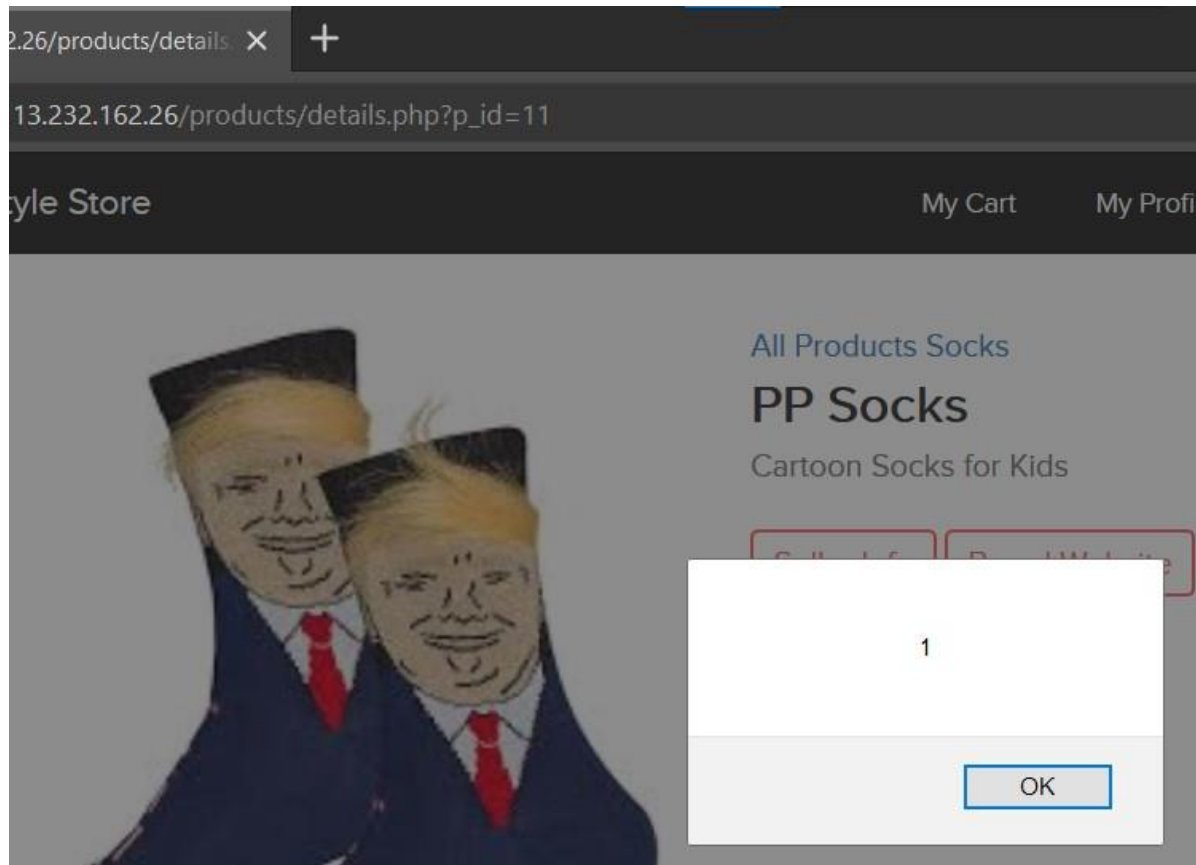 2.26/products/details
13.232.162.26/products/details.php?p_id=11
tyle Store
My Cart
My Profi
All Products Socks
PP Socks
Cartoon Socks for Kids
1
OK